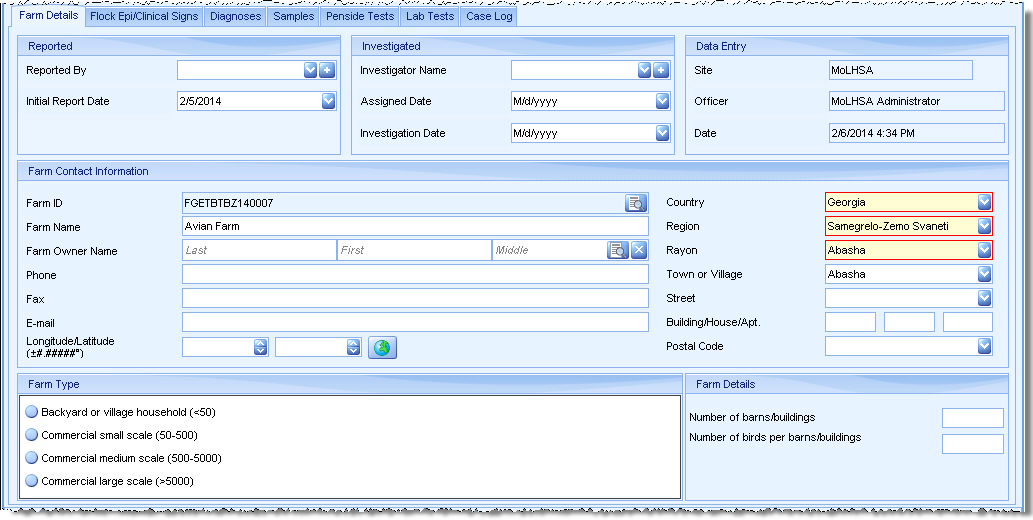 Farm Details Flock Epi/Clinical Signs Diagnoses Samples Penside Tests Lab Tests Case Log
Reported
Reported By
Initial Report Date 2/5/2014
Investigated
Investigator Name
Assigned Date M/d/yyyy
Investigation Date M/d/yyyy
Data Entry
Site MoLHSA
Officer MoLHSA Administrator
Date 2/6/2014 4:34 PM
Farm Contact Information
Farm ID FGETBTBZ140007
Farm Name Avian Farm
Farm Owner Name Last First Middle
Phone
Fax
E-mail
Longitude/Latitude
(±#.#####°)
Country Georgia
Region Samegrelo-Zemo Svaneti
Rayon Abasha
Town or Village Abasha
Street
Building/House/Apt.
Postal Code
Farm Type
Backyard or village household (<50)
Commercial small scale (50-500)
Commercial medium scale (500-5000)
Commercial large scale (>5000)
Farm Details
Number of barns/buildings
Number of birds per barns/buildings